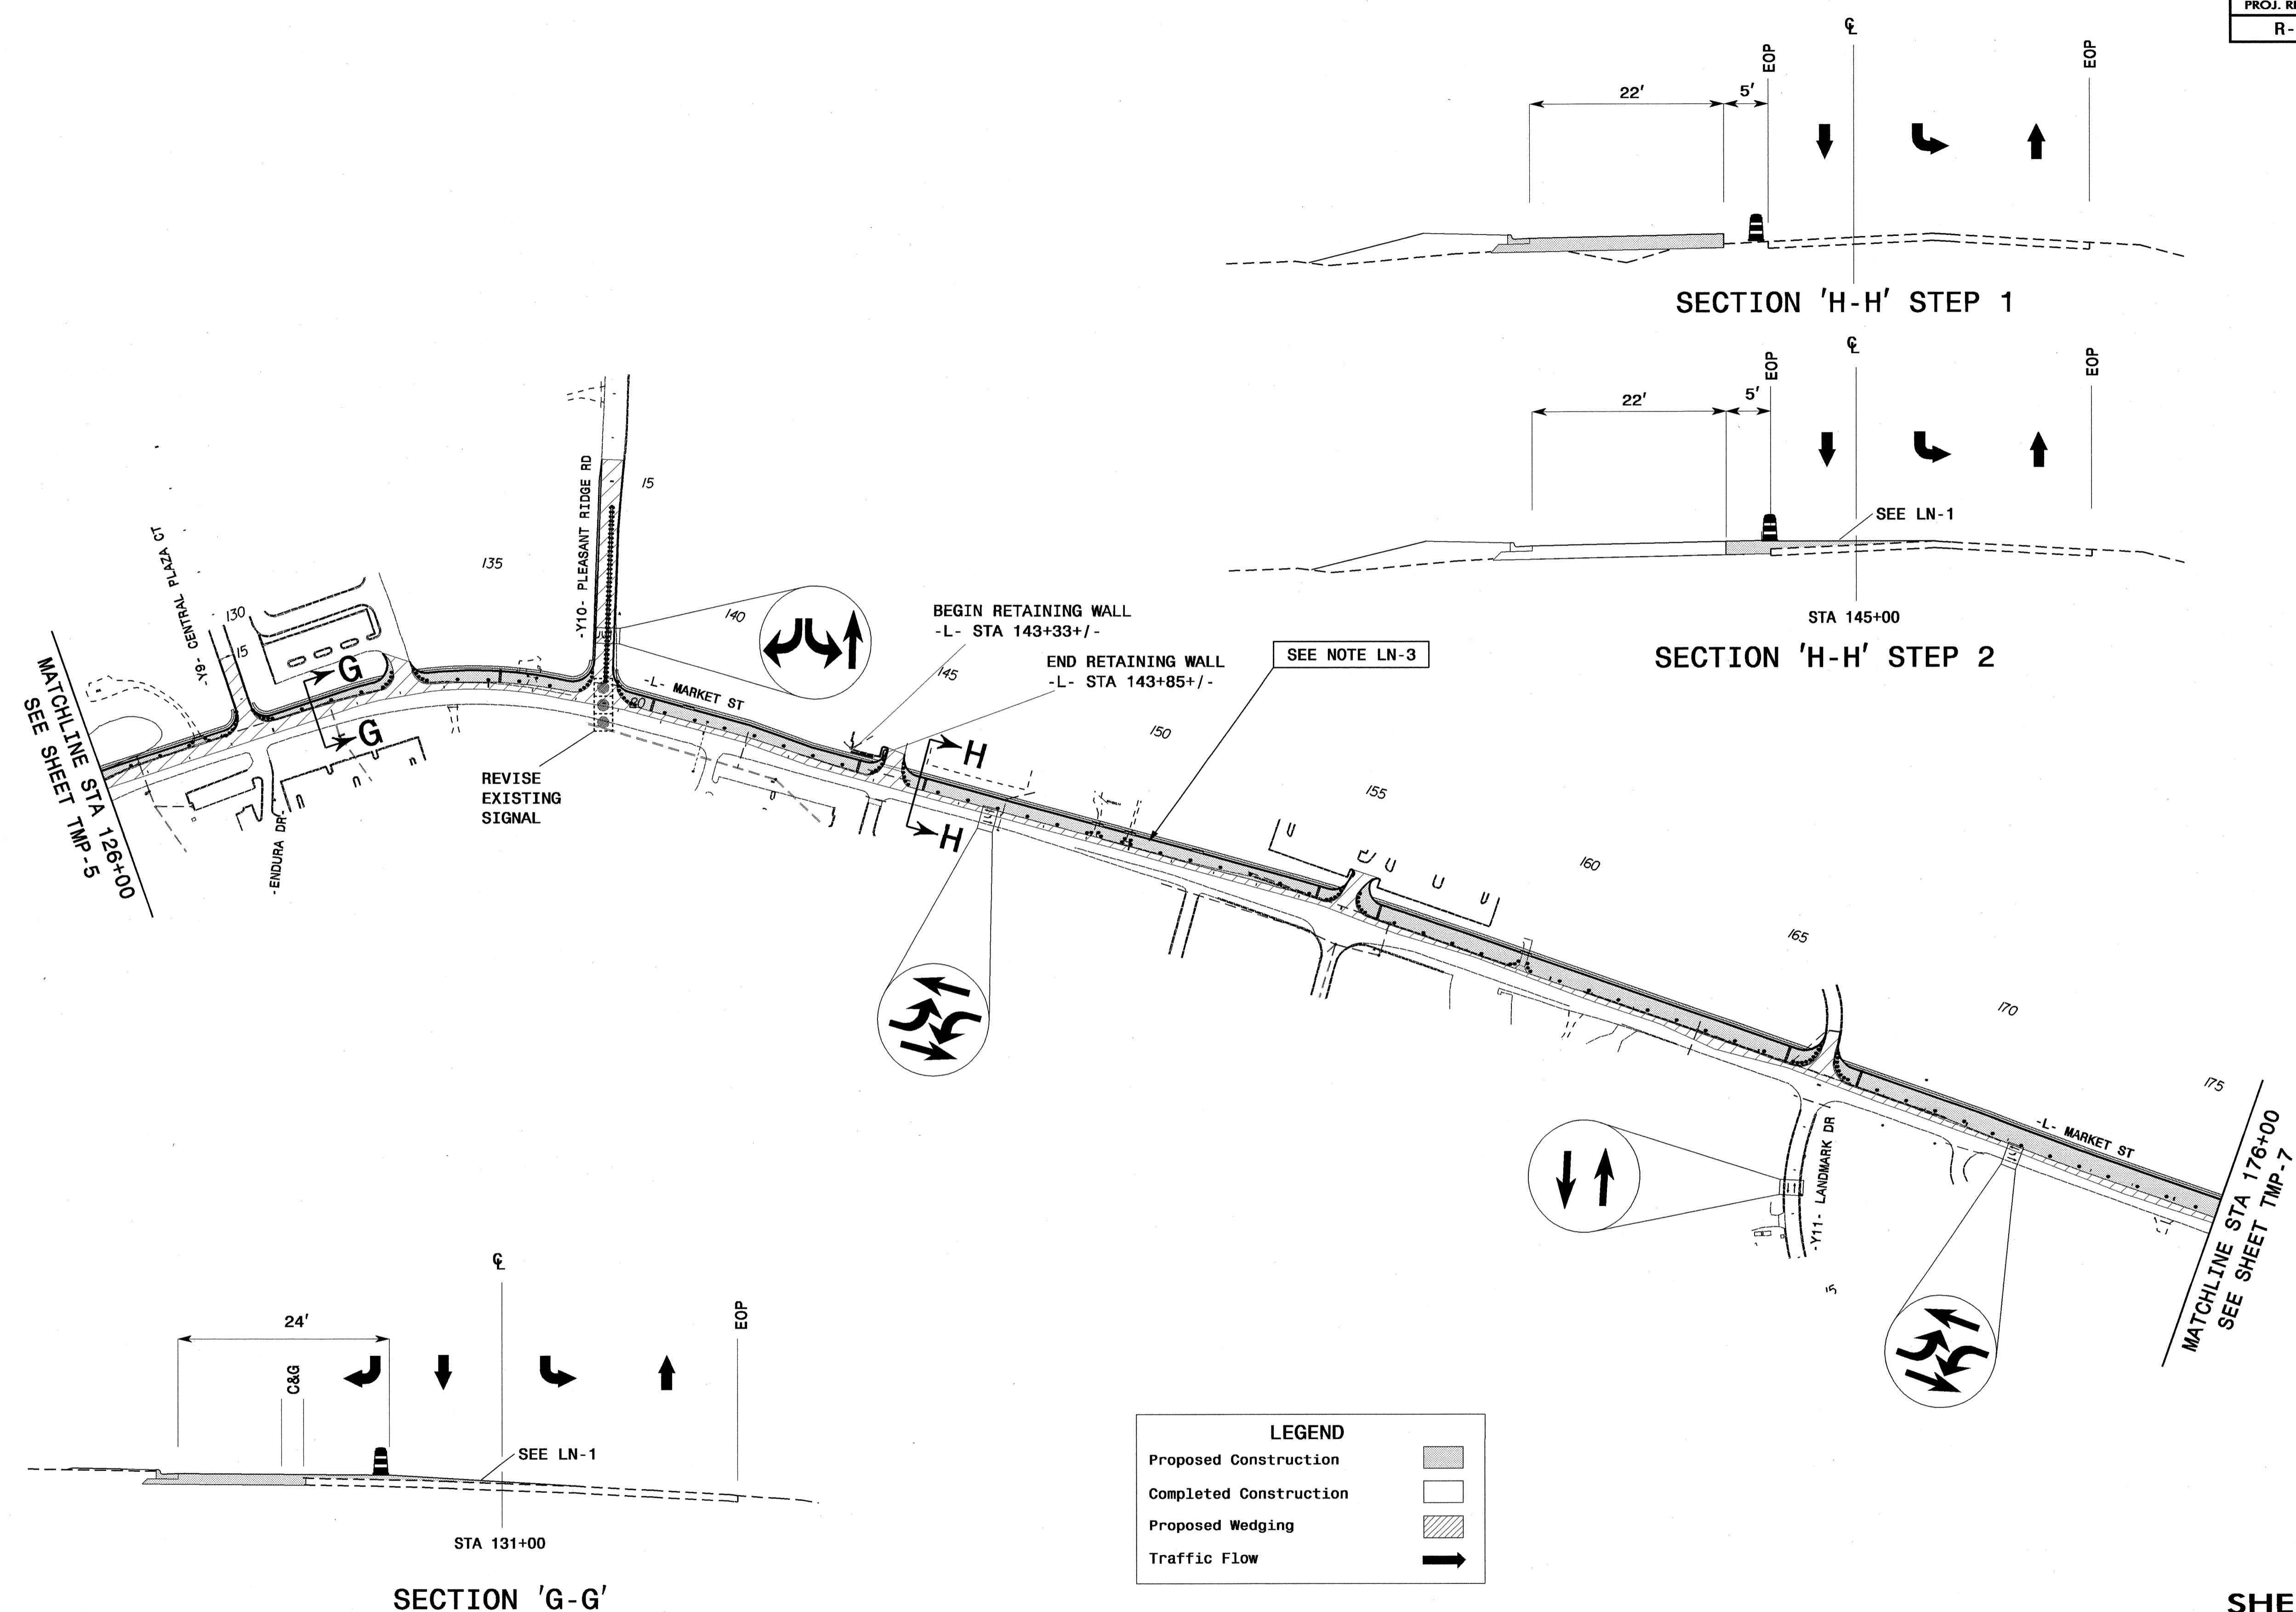 PROJ. R
R-
℄
EOP
EOP
22'
5'
SECTION 'H-H' STEP 1
℄
EOP
EOP
22'
5'
SEE LN-1
STA 145+00
SECTION 'H-H' STEP 2
MATCHLINE STA 126+00
SEE SHEET TMP-5
-Y9- CENTRAL PLAZA CT
130
15
G
G
-ENDURA DR-
135
-Y10- PLEASANT RIDGE RD
15
REVISE
EXISTING
SIGNAL
-L- MARKET ST
140
BEGIN RETAINING WALL
-L- STA 143+33+/-
END RETAINING WALL
-L- STA 143+85+/-
145
H
H
SEE NOTE LN-3
150
155
160
165
170
175
-Y11- LANDMARK DR
15
-L- MARKET ST
MATCHLINE STA 176+00
SEE SHEET TMP-7
℄
EOP
24'
C&G
SEE LN-1
STA 131+00
SECTION 'G-G'
LEGEND
Proposed Construction
Completed Construction
Proposed Wedging
Traffic Flow
SHE